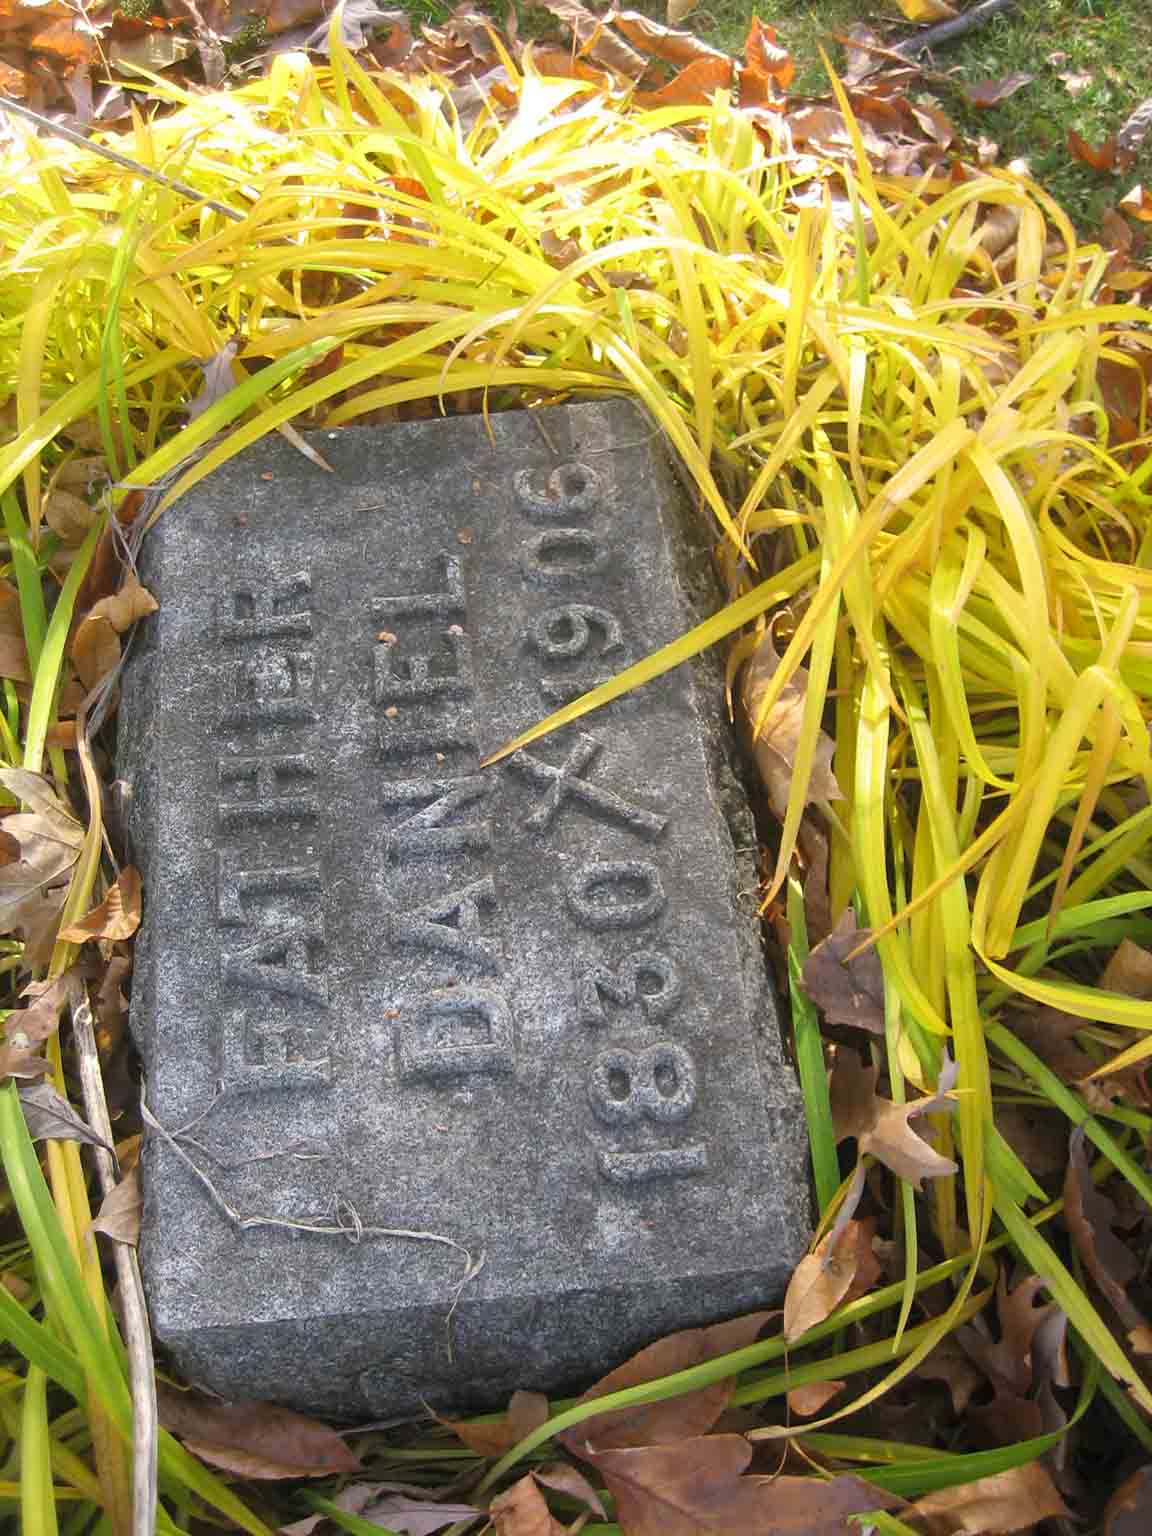 FATHER
DANIEL
1830 X 1906